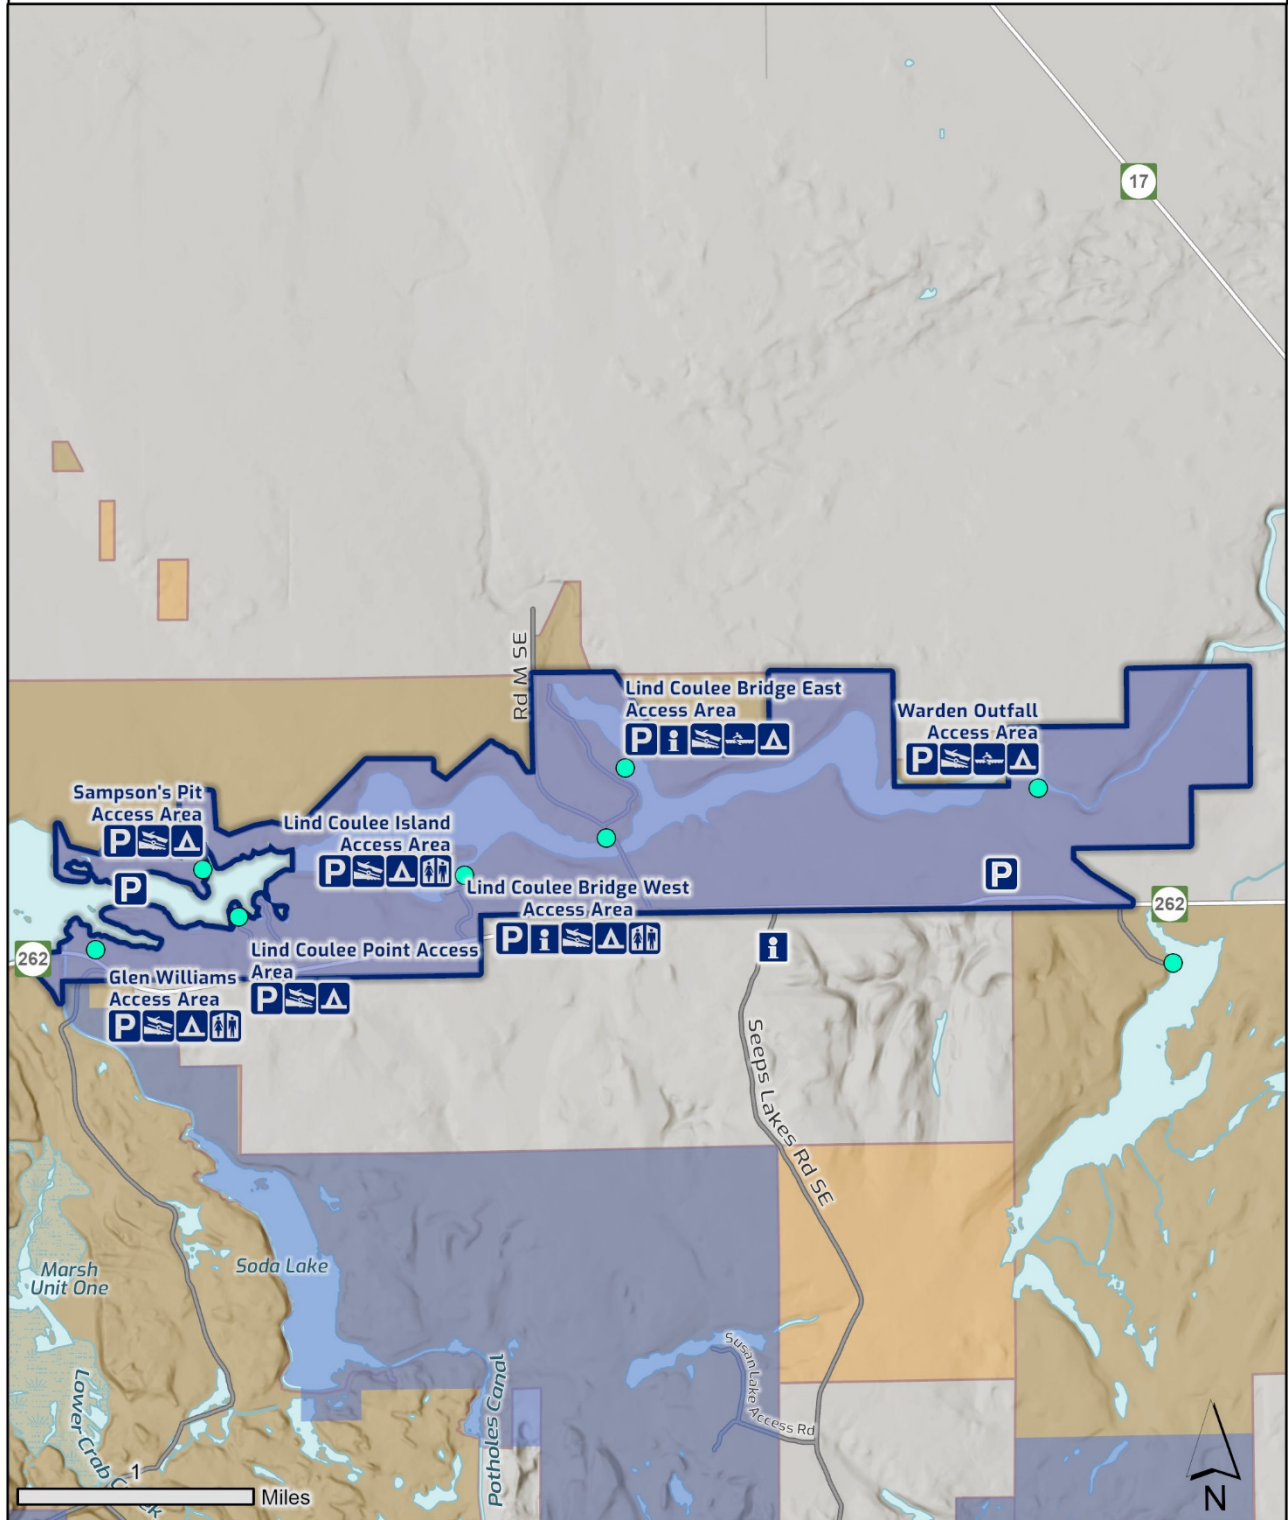 17
Rd M SE
Lind Coulee Bridge East
Access Area
P i
Warden Outfall
Access Area
P
Sampson's Pit
Access Area
P
P
Lind Coulee Island
Access Area
P
Lind Coulee Bridge West
Access Area
P i
P
262
262
i
Lind Coulee Point Access
Area
P
Glen Williams
Access Area
P
Seeps Lakes Rd SE
Soda Lake
Marsh
Unit One
Susan Lake Access Rd
Potholes Canal
Lower Crab Creek
1
Miles
N